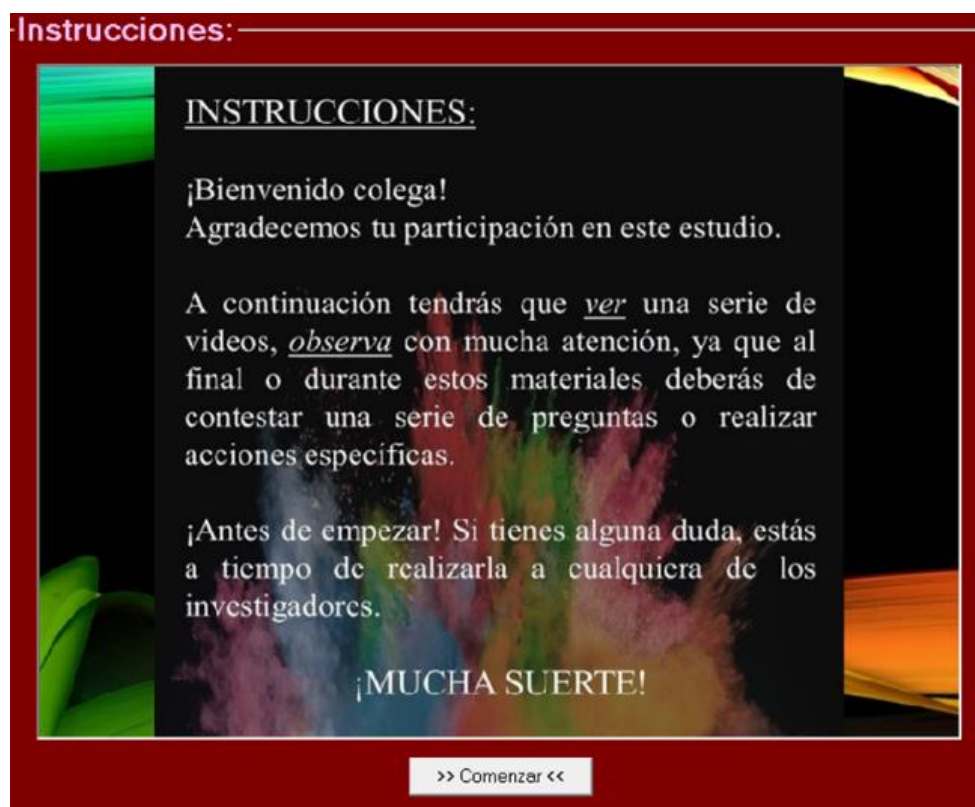 Instrucciones:
INSTRUCCIONES:
¡Bienvenido colega!
Agradecemos tu participación en este estudio.
A continuación tendrás que ver una serie de
videos, observa con mucha atención, ya que al
final o durante estos materiales deberás de
contestar una serie de preguntas o realizar
acciones específicas.
¡Antes de empezar! Si tienes alguna duda, estás
a tiempo de realizarla a cualquiera de los
investigadores.
¡MUCHA SUERTE!
>> Comenzar <<